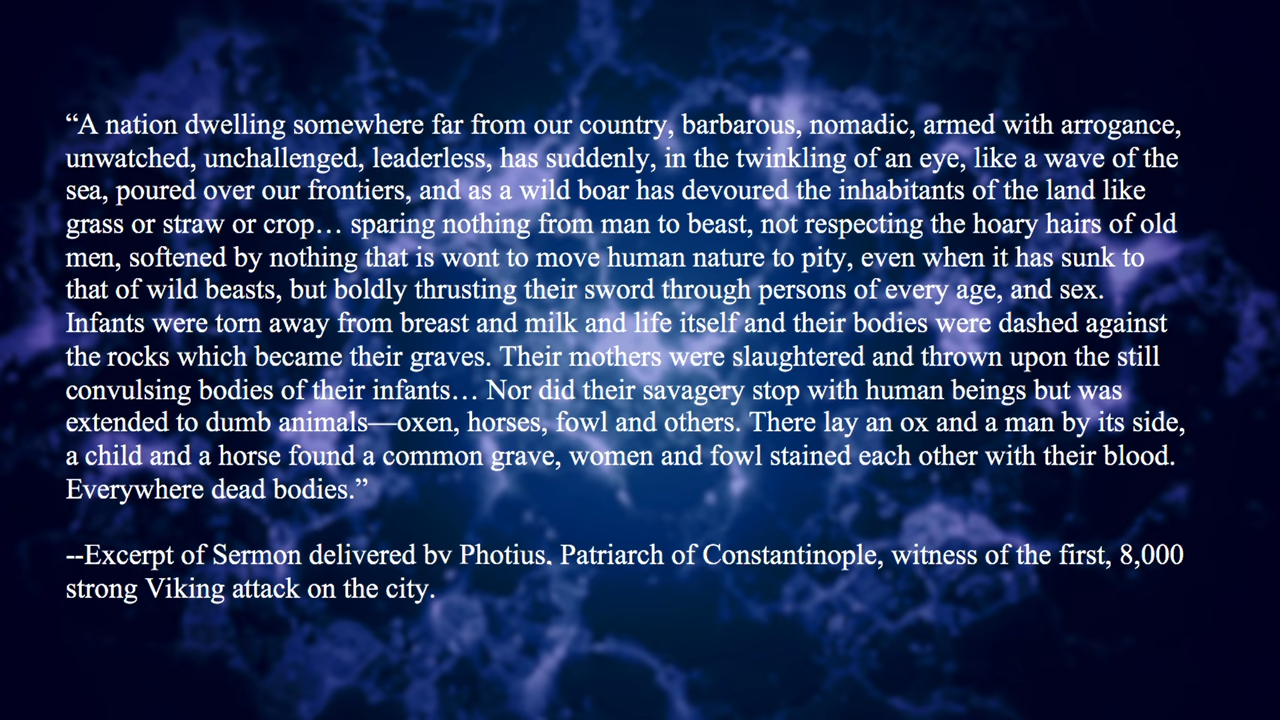 “A nation dwelling somewhere far from our country, barbarous, nomadic, armed with arrogance,
unwatched, unchallenged, leaderless, has suddenly, in the twinkling of an eye, like a wave of the
sea, poured over our frontiers, and as a wild boar has devoured the inhabitants of the land like
grass or straw or crop… sparing nothing from man to beast, not respecting the hoary hairs of old
men, softened by nothing that is wont to move human nature to pity, even when it has sunk to
that of wild beasts, but boldly thrusting their sword through persons of every age, and sex.
Infants were torn away from breast and milk and life itself and their bodies were dashed against
the rocks which became their graves. Their mothers were slaughtered and thrown upon the still
convulsing bodies of their infants… Nor did their savagery stop with human beings but was
extended to dumb animals—oxen, horses, fowl and others. There lay an ox and a man by its side,
a child and a horse found a common grave, women and fowl stained each other with their blood.
Everywhere dead bodies.”
--Excerpt of Sermon delivered by Photius, Patriarch of Constantinople, witness of the first, 8,000
strong Viking attack on the city.